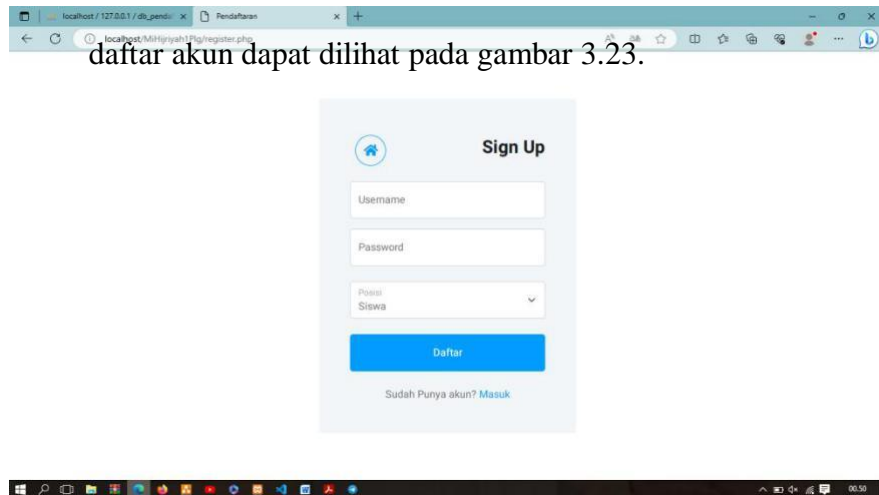 localhost / 127.0.0.1 / db_penda
Pendaftaran
localhost/MiHijriyah1Plg/register.php
daftar akun dapat dilihat pada gambar 3.23.
Sign Up
Username
Password
Posisi
Siswa
Daftar
Sudah Punya akun? Masuk
00.50